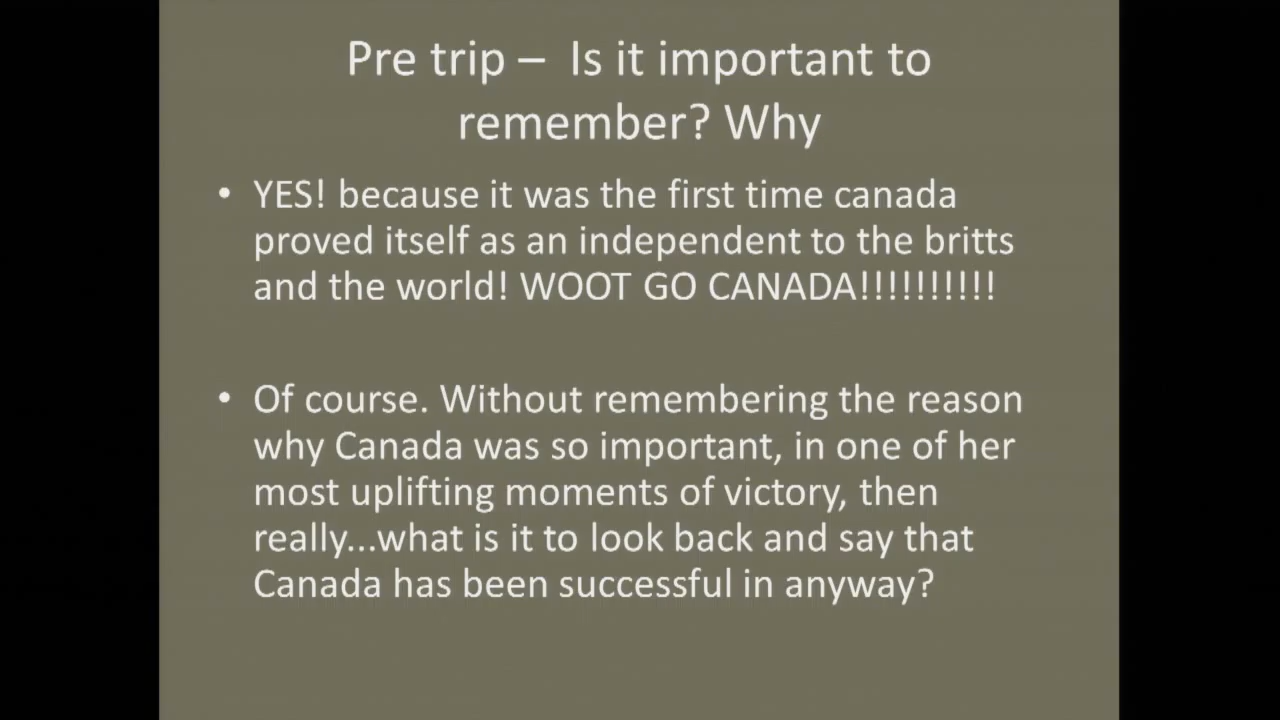 Pre trip – Is it important to
remember? Why
• YES! because it was the first time canada
proved itself as an independent to the britts
and the world! WOOT GO CANADA!!!!!!!!!!
• Of course. Without remembering the reason
why Canada was so important, in one of her
most uplifting moments of victory, then
really...what is it to look back and say that
Canada has been successful in anyway?